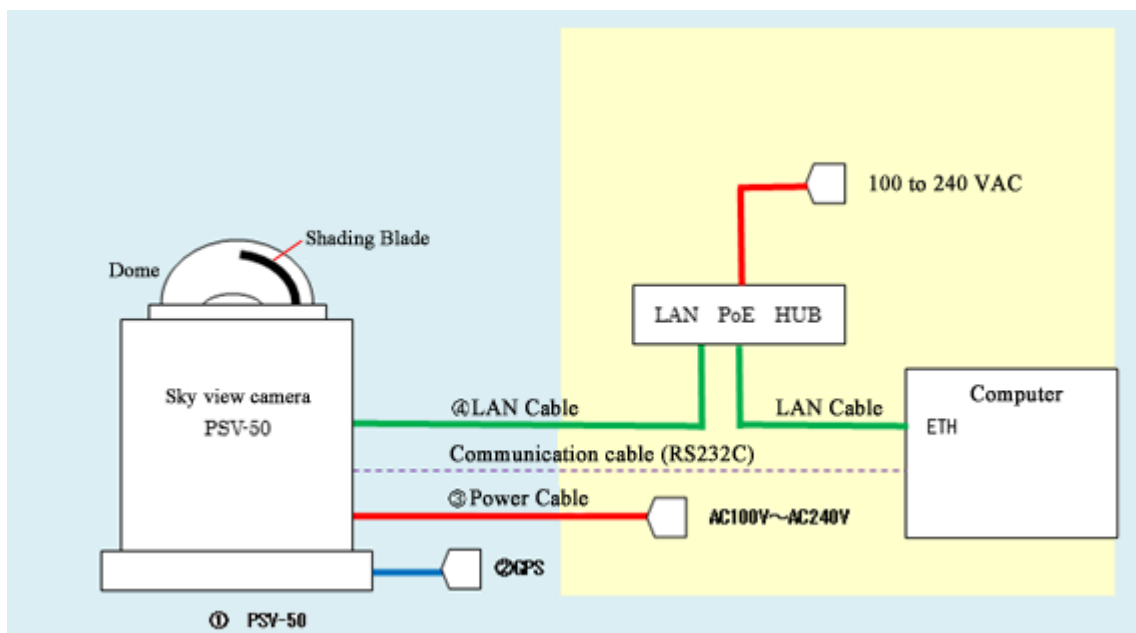 100 to 240 VAC
Shading Blade
Dome
LAN PoE HUB
Sky view camera
PSV-50
④LAN Cable
LAN Cable
Computer
ETH
Communication cable (RS232C)
③Power Cable
AC100V～AC240V
②GPS
① PSV-50